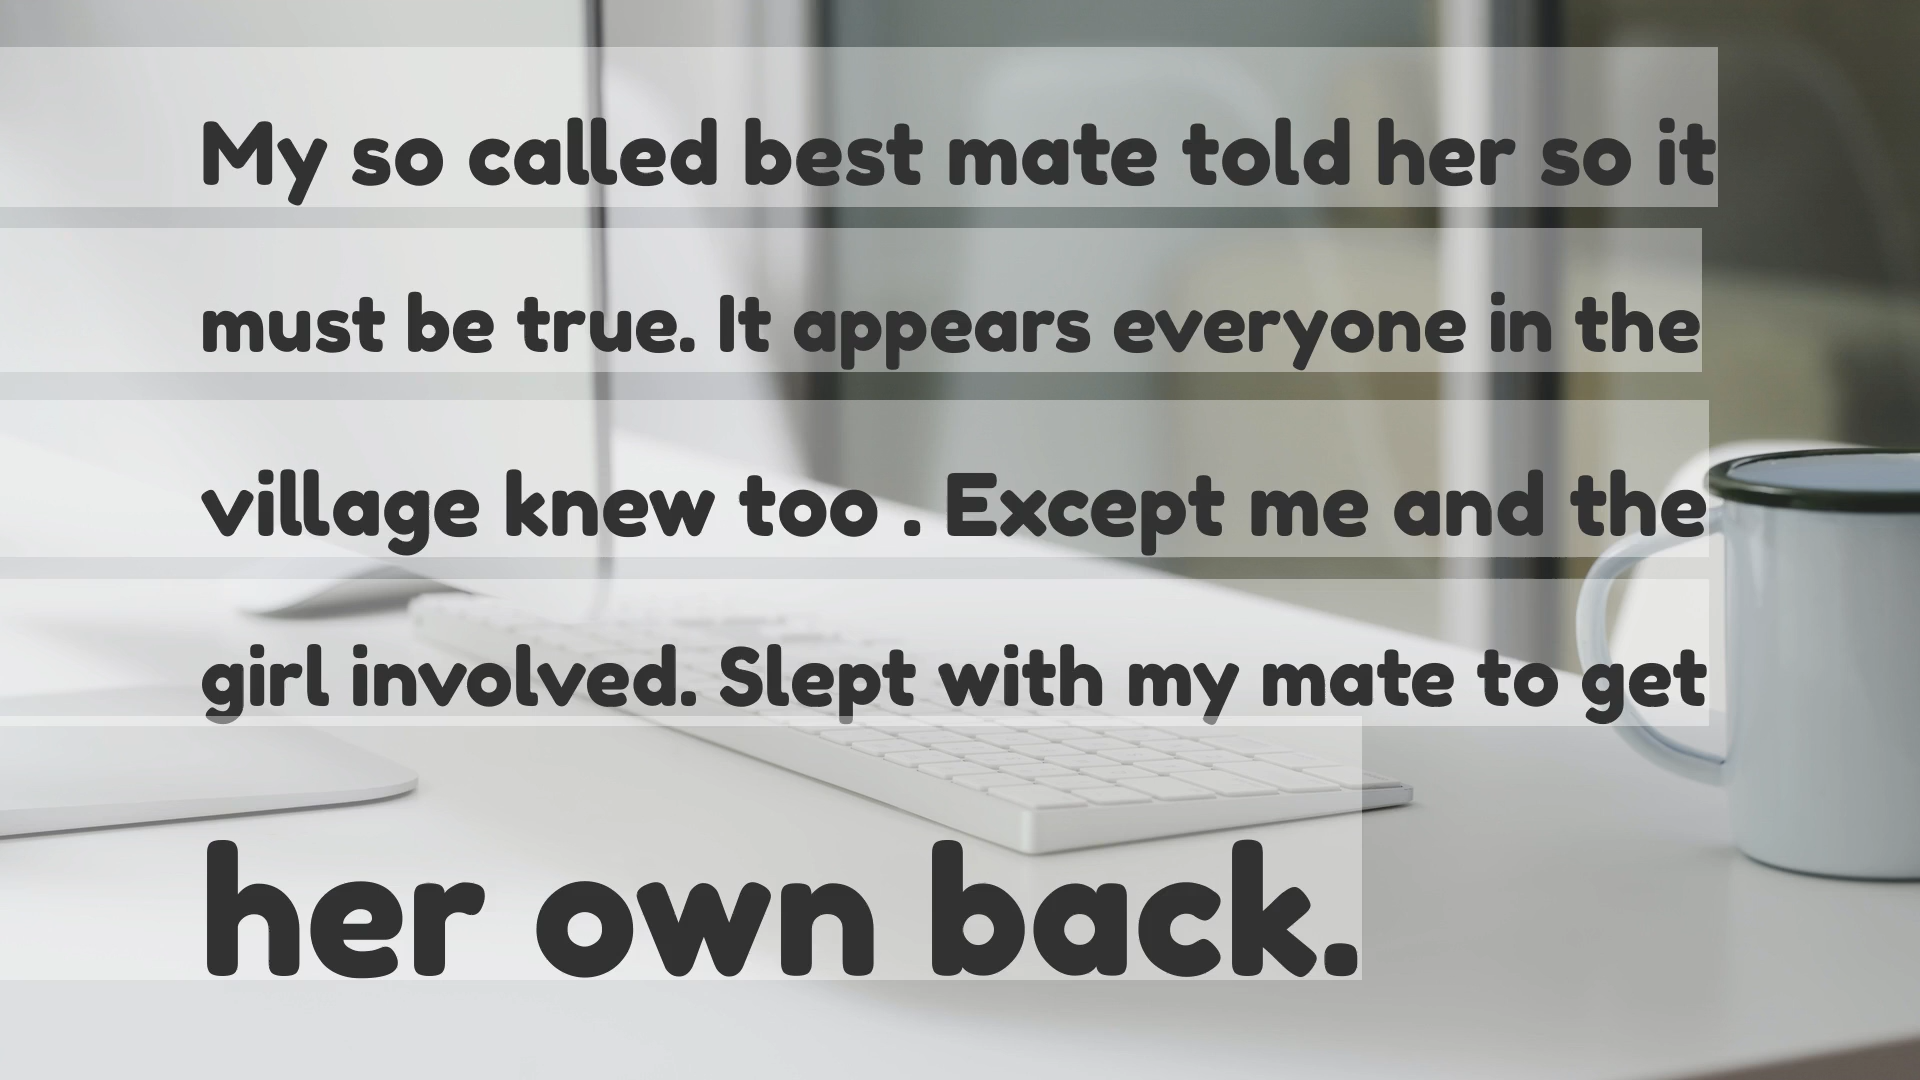 My so called best mate told her so it
must be true. It appears everyone in the
village knew too . Except me and the
girl involved. Slept with my mate to get
her own back.